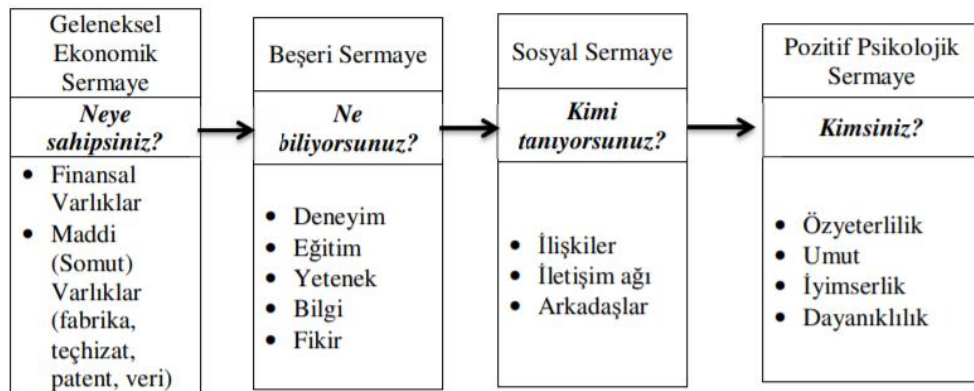 Geleneksel
Ekonomik
Sermaye
Neye
sahipsiniz?
• Finansal
Varlıklar
• Maddi
(Somut)
Varlıklar
(fabrika,
teçhizat,
patent, veri)
Beşeri Sermaye
Ne
biliyorsunuz?
• Deneyim
• Eğitim
• Yetenek
• Bilgi
• Fikir
Sosyal Sermaye
Kimi
tanıyorsunuz?
• İlişkiler
• İletişim ağı
• Arkadaşlar
Pozitif Psikolojik
Sermaye
Kimsiniz?
• Özyeterlilik
• Umut
• İyimserlik
• Dayanıklılık